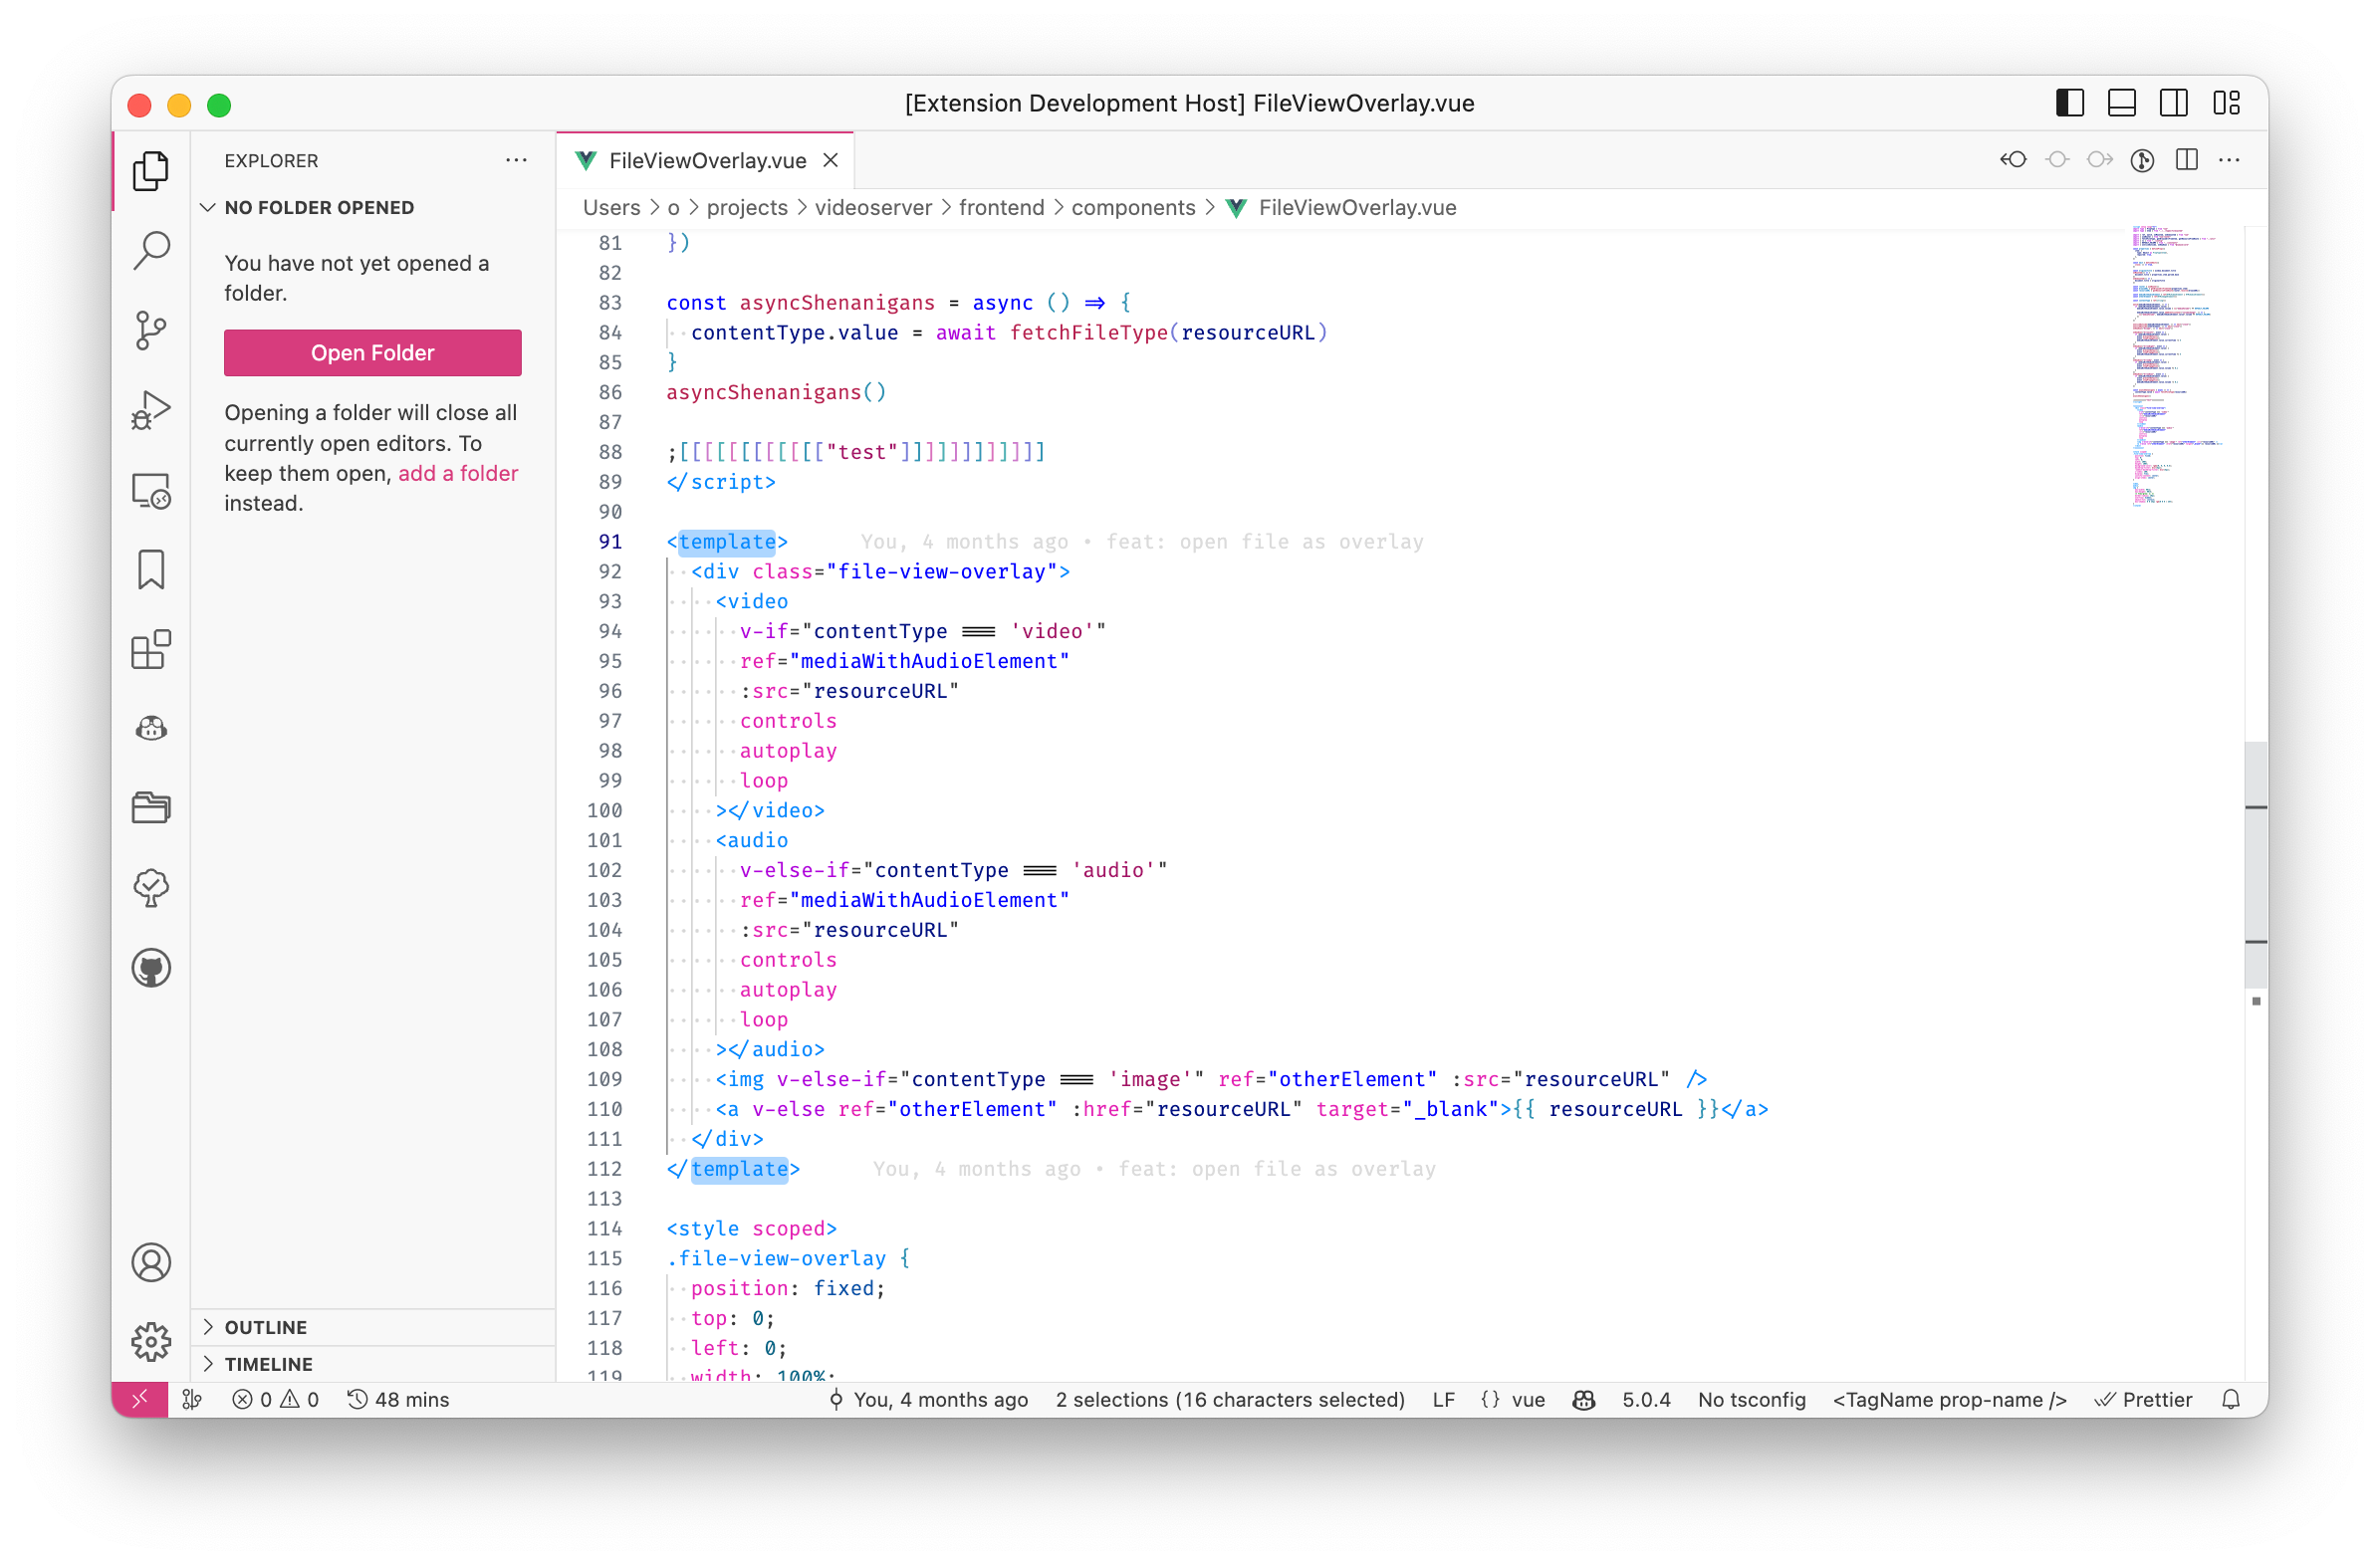 [Extension Development Host] FileViewOverlay.vue
EXPLORER
NO FOLDER OPENED
You have not yet opened a
folder.
Open Folder
Opening a folder will close all
currently open editors. To
keep them open, add a folder
instead.
OUTLINE
TIMELINE
FileViewOverlay.vue
Users > o > projects > videoserver > frontend > components > FileViewOverlay.vue
81 })
82
83 const asyncShenanigans = async () => {
84   contentType.value = await fetchFileType(resourceURL)
85 }
86 asyncShenanigans()
87
88 ;[[[[[[[[[[[["test"]]]]]]]]]]]]
89 </script>
90
91 <template> You, 4 months ago • feat: open file as overlay
92   <div class="file-view-overlay">
93     <video
94       v-if="contentType === 'video'"
95       ref="mediaWithAudioElement"
96       :src="resourceURL"
97       controls
98       autoplay
99       loop
100     ></video>
101     <audio
102       v-else-if="contentType === 'audio'"
103       ref="mediaWithAudioElement"
104       :src="resourceURL"
105       controls
106       autoplay
107       loop
108     ></audio>
109     <img v-else-if="contentType === 'image'" ref="otherElement" :src="resourceURL" />
110     <a v-else ref="otherElement" :href="resourceURL" target="_blank">{{ resourceURL }}</a>
111   </div>
112 </template> You, 4 months ago • feat: open file as overlay
113
114 <style scoped>
115 .file-view-overlay {
116   position: fixed;
117   top: 0;
118   left: 0;
119   width: 100%;
0 0 48 mins You, 4 months ago 2 selections (16 characters selected) LF {} vue 5.0.4 No tsconfig <TagName prop-name /> Prettier